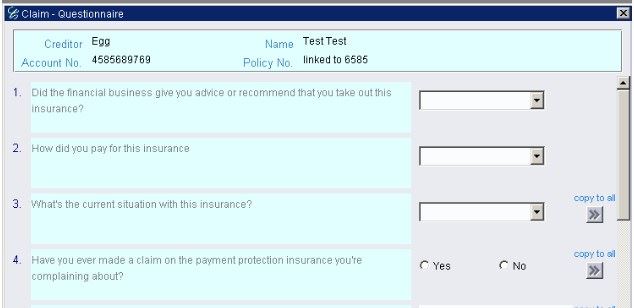 Claim - Questionnaire
Creditor Egg Name Test Test
Account No. 4585689769 Policy No. linked to 6585
1. Did the financial business give you advice or recommend that you take out this
insurance?
2. How did you pay for this insurance
3. What's the current situation with this insurance?
copy to all
4. Have you ever made a claim on the payment protection insurance you're
complaining about?
Yes No
copy to all